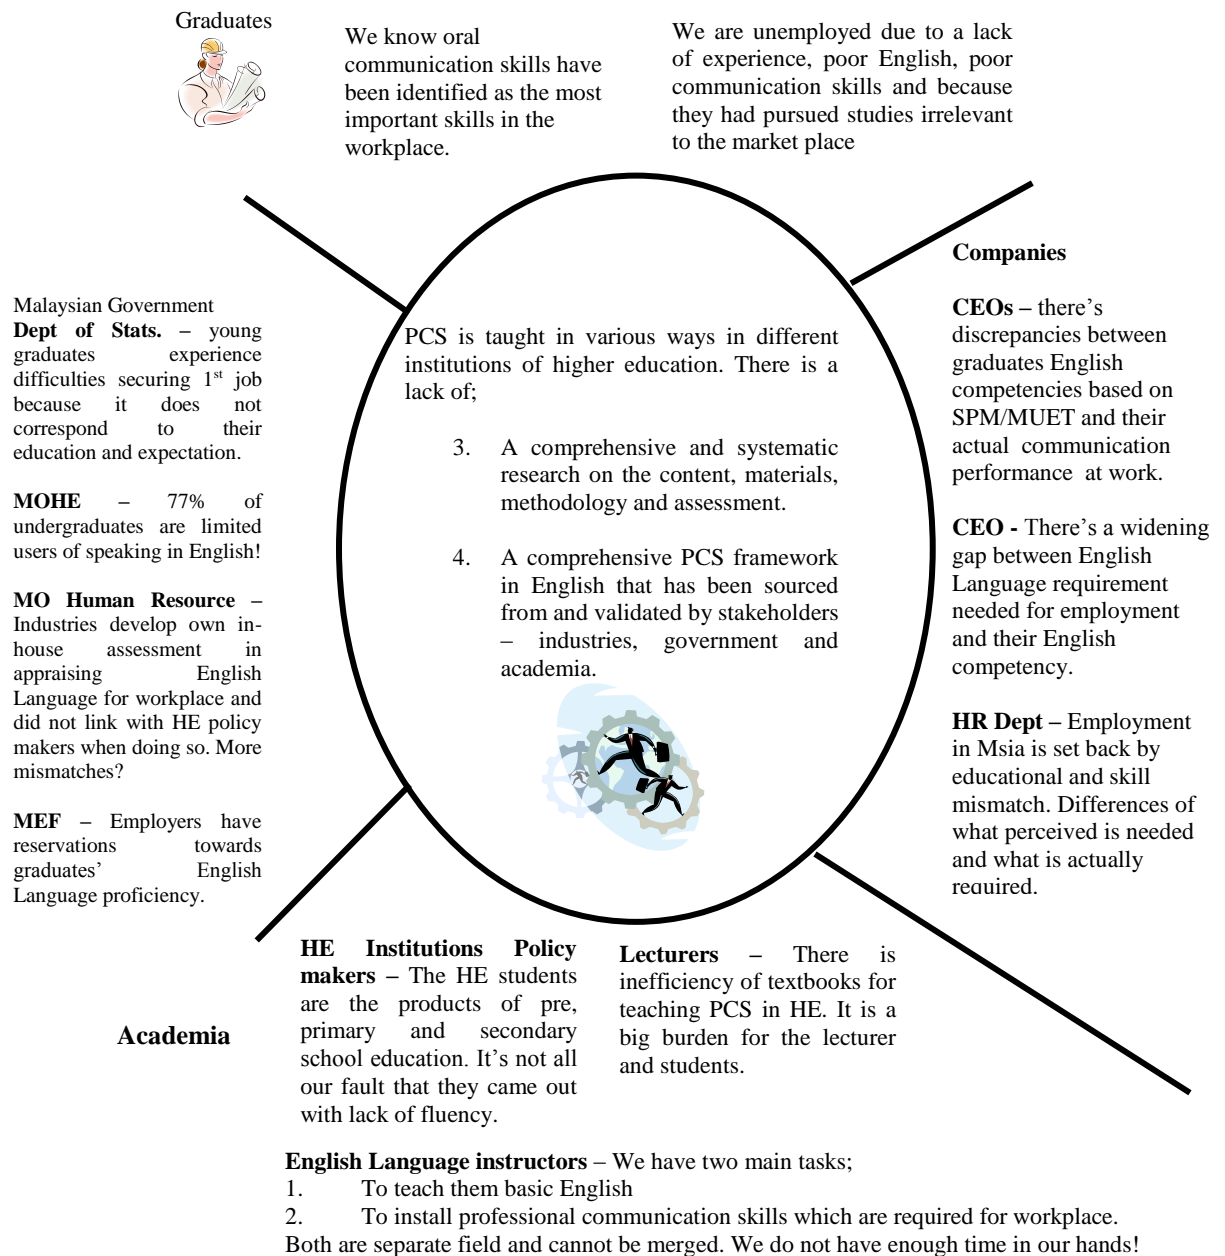 Graduates
We know oral
communication skills have
been identified as the most
important skills in the
workplace.
We are unemployed due to a lack
of experience, poor English, poor
communication skills and because
they had pursued studies irrelevant
to the market place
Malaysian Government
Dept of Stats. – young
graduates experience
difficulties securing 1st job
because it does not
correspond to their
education and expectation.
MOHE – 77% of
undergraduates are limited
users of speaking in English!
MO Human Resource –
Industries develop own in-
house assessment in
appraising English
Language for workplace and
did not link with HE policy
makers when doing so. More
mismatches?
MEF – Employers have
reservations towards
graduates’ English
Language proficiency.
PCS is taught in various ways in different
institutions of higher education. There is a
lack of;
3. A comprehensive and systematic
research on the content, materials,
methodology and assessment.
4. A comprehensive PCS framework
in English that has been sourced
from and validated by stakeholders
– industries, government and
academia.
Companies
CEOs – there’s
discrepancies between
graduates English
competencies based on
SPM/MUET and their
actual communication
performance at work.
CEO - There’s a widening
gap between English
Language requirement
needed for employment
and their English
competency.
HR Dept – Employment
in Msia is set back by
educational and skill
mismatch. Differences of
what perceived is needed
and what is actually
required.
Academia
HE Institutions Policy
makers – The HE students
are the products of pre,
primary and secondary
school education. It’s not all
our fault that they came out
with lack of fluency.
Lecturers – There is
inefficiency of textbooks for
teaching PCS in HE. It is a
big burden for the lecturer
and students.
English Language instructors – We have two main tasks;
1. To teach them basic English
2. To install professional communication skills which are required for workplace.
Both are separate field and cannot be merged. We do not have enough time in our hands!